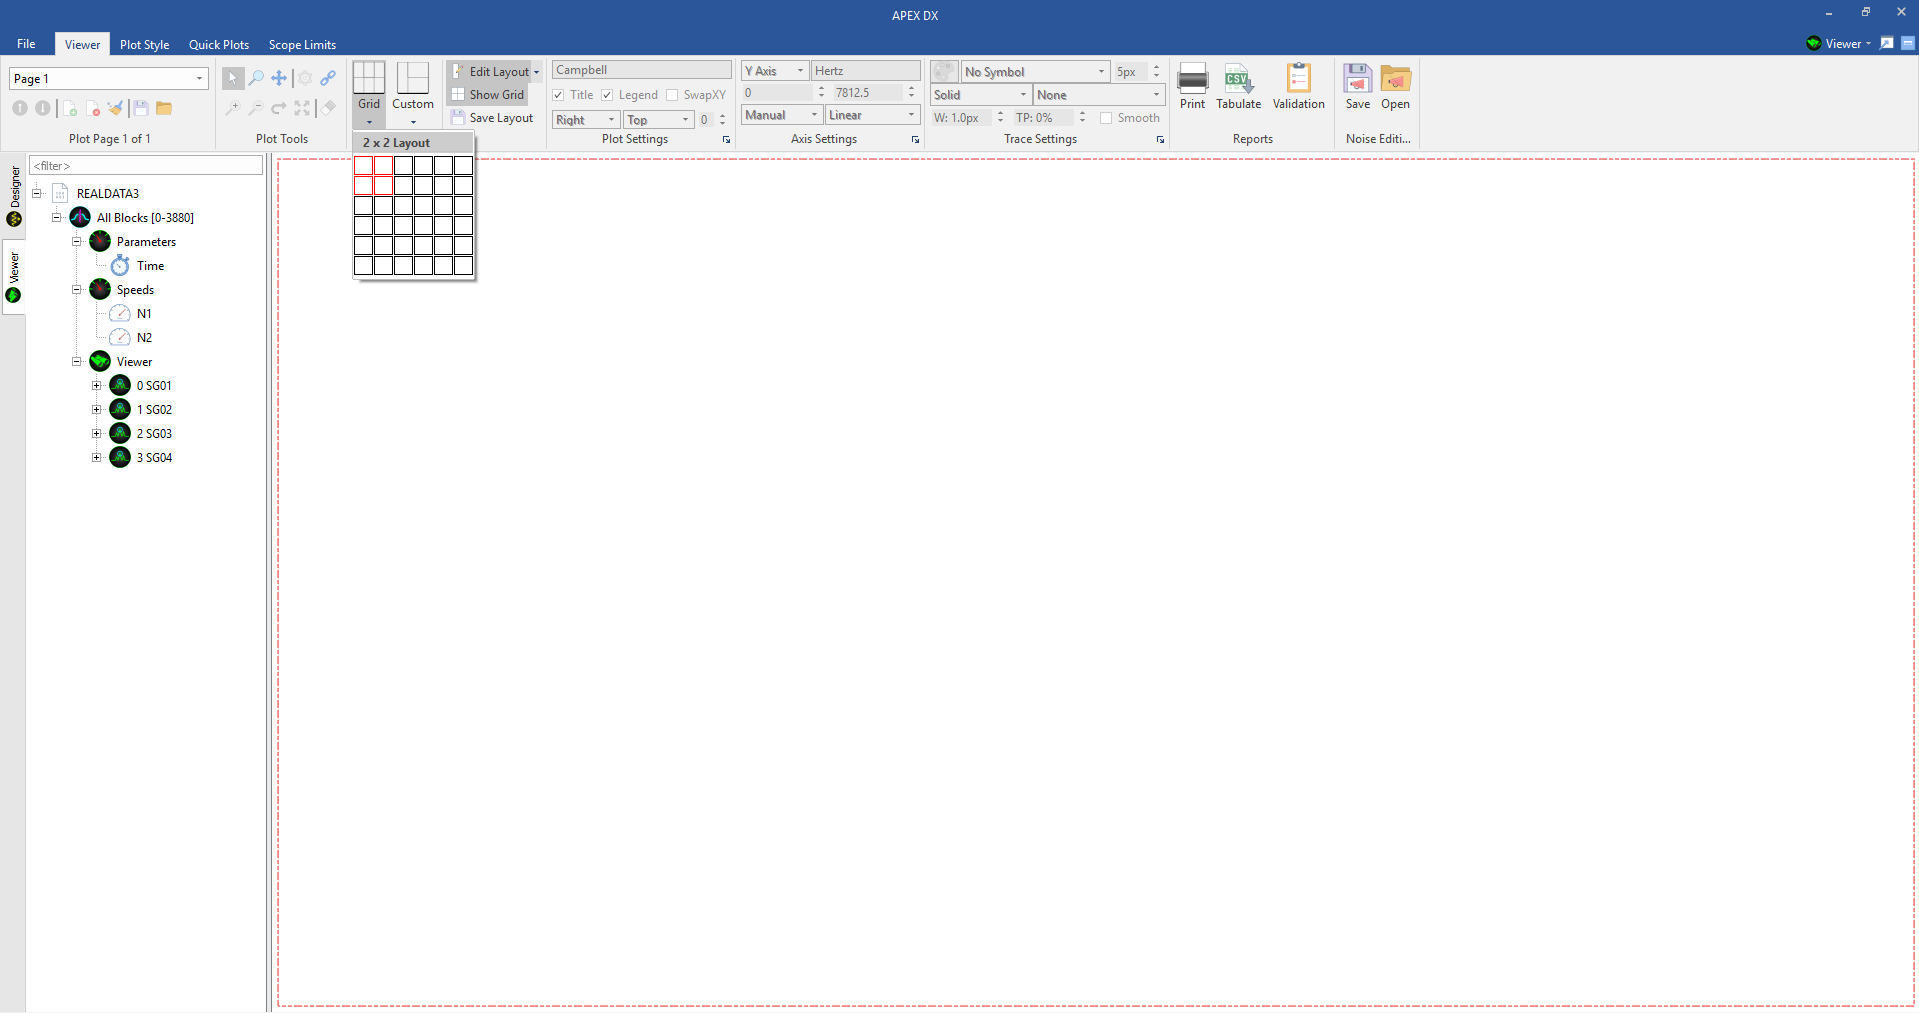 APEX DX
File Viewer Plot Style Quick Plots Scope Limits Viewer
Page 1
Plot Page 1 of 1
Plot Tools
Grid
Custom
Edit Layout
Show Grid
Save Layout
Campbell
Title Legend SwapXY
Right Top 0
Plot Settings
Y Axis Hertz
0 7812.5
Manual Linear
Axis Settings
No Symbol 5px
Solid None
W: 1.0px TP: 0% Smooth
Trace Settings
Print
CSV
Tabulate
Validation
Reports
Save
Open
Noise Editi...
2 x 2 Layout
Designer
Viewer
<filter>
REALDATA3
All Blocks [0-3880]
Parameters
Time
Speeds
N1
N2
Viewer
0 SG01
1 SG02
2 SG03
3 SG04